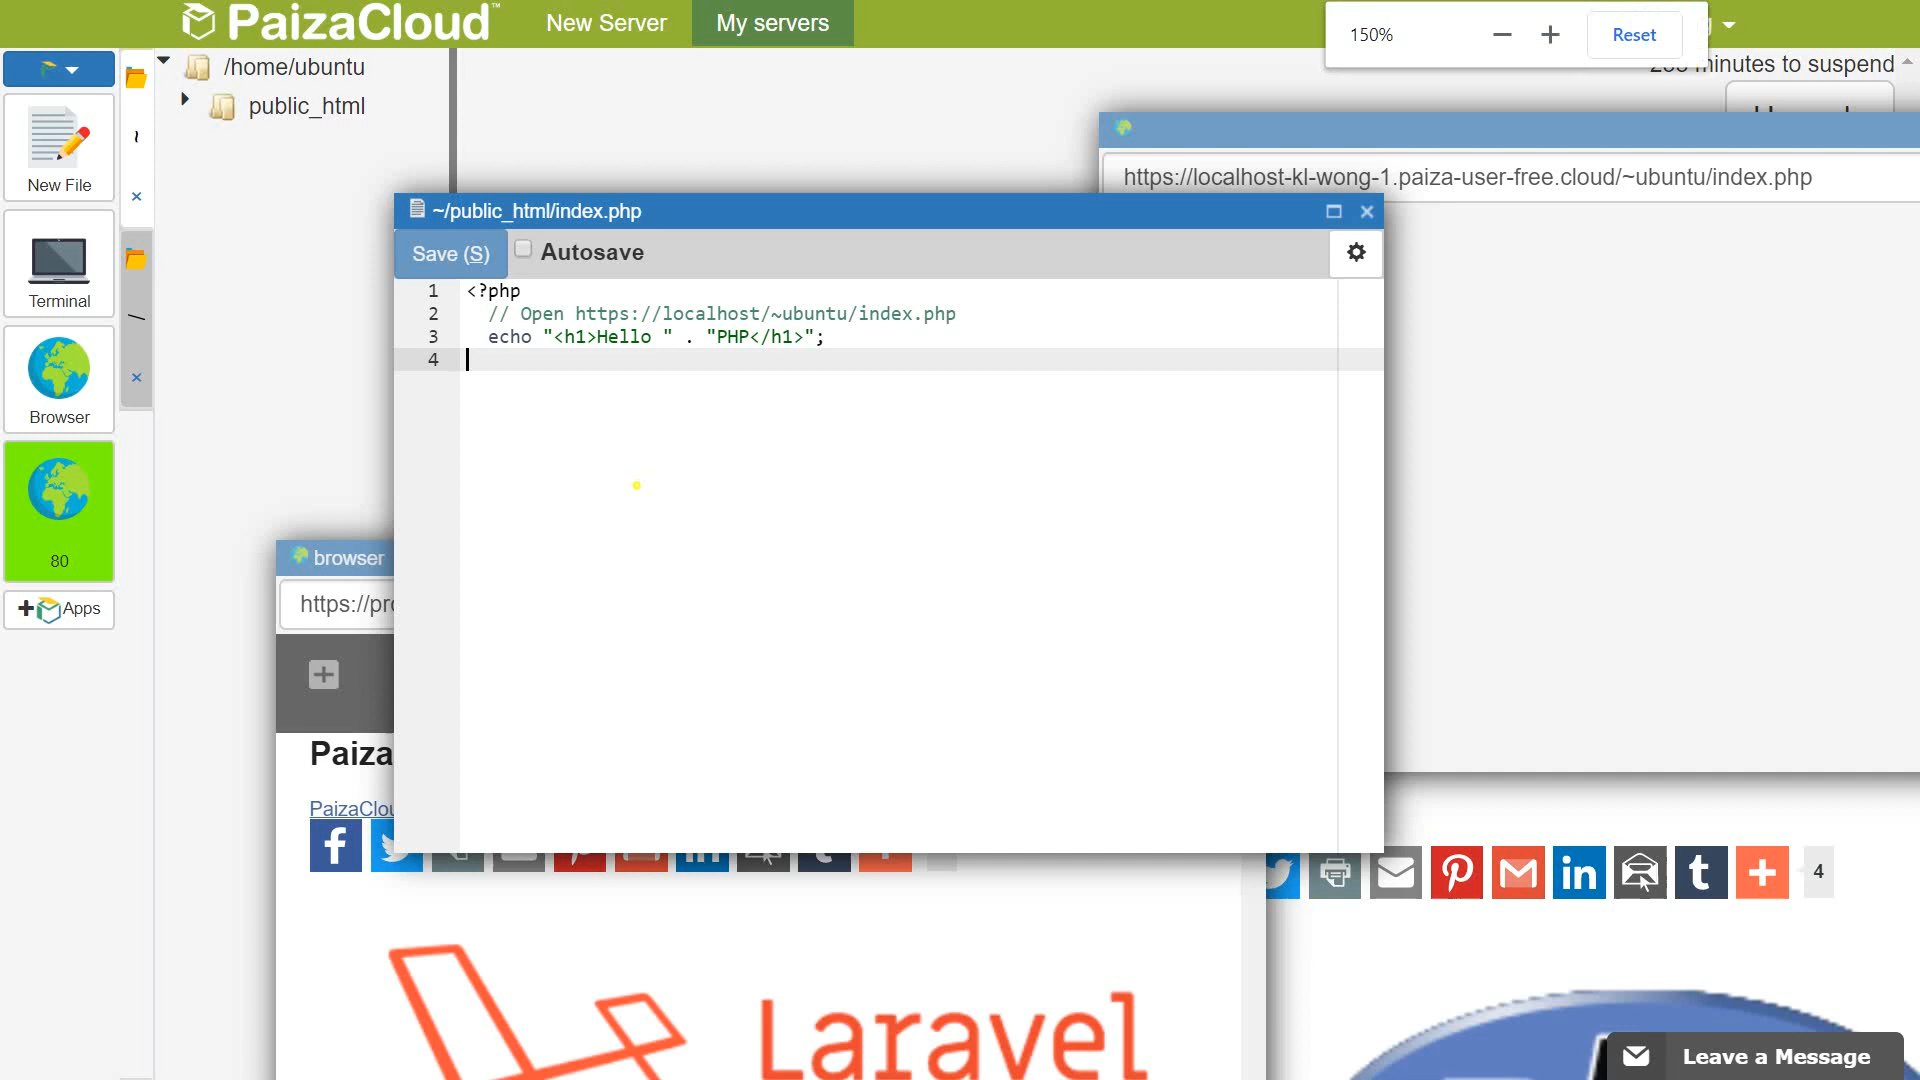 PaizaCloud™
New Server
My servers
150%
Reset
minutes to suspend
/home/ubuntu
public_html
New File
Terminal
Browser
80
Apps
https://localhost-kl-wong-1.paiza-user-free.cloud/~ubuntu/index.php
~/public_html/index.php
Save (S)
Autosave
1 <?php
2 // Open https://localhost/~ubuntu/index.php
3 echo "<h1>Hello " . "PHP</h1>";
4
browser
https://pro
Paiza
PaizaClou
4
Laravel
Leave a Message